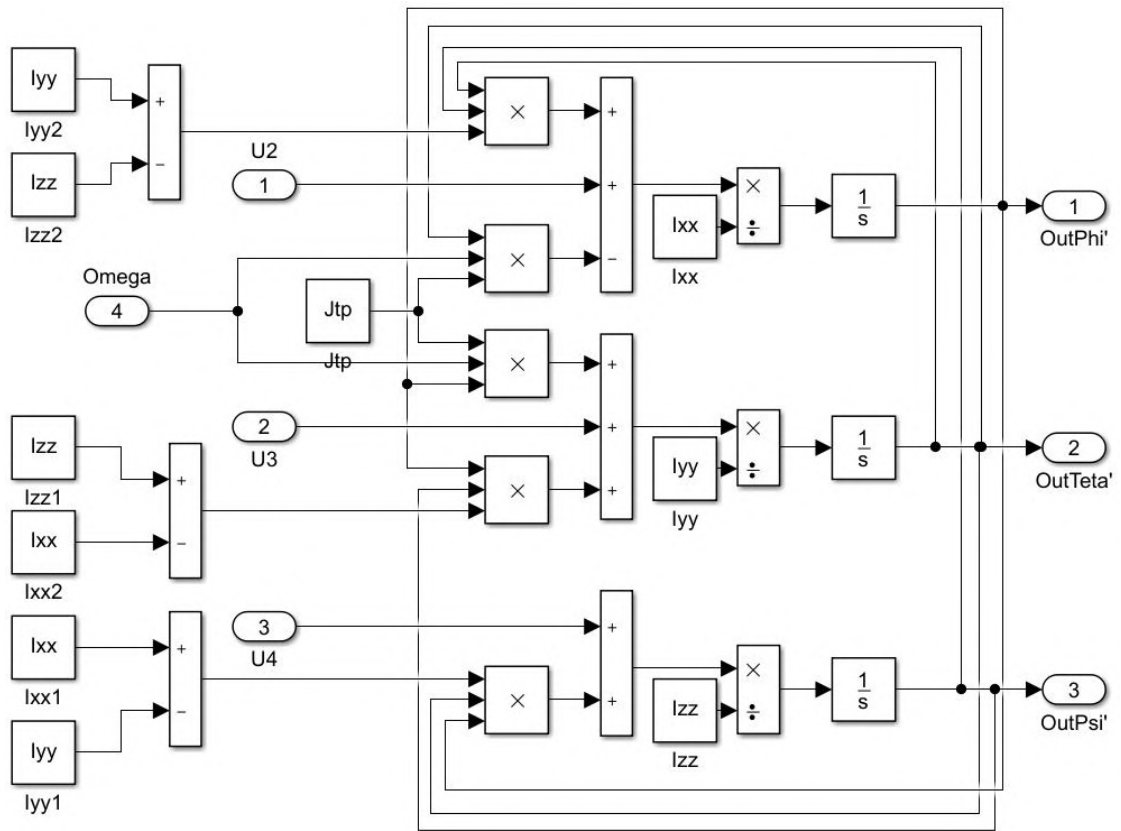 Iyy
+
Iyy2
×
+
Izz
−
Izz2
U2
1
+
×
÷
1
s
1
OutPhi'
Ixx
Ixx
×
−
Omega
4
Jtp
Jtp
×
+
Izz
Izz1
+
2
U3
+
×
÷
1
s
2
OutTeta'
Iyy
Iyy
×
+
Ixx
−
Ixx2
Ixx
Ixx1
+
3
U4
+
×
÷
1
s
3
OutPsi'
Izz
Izz
×
+
−
Iyy
Iyy1